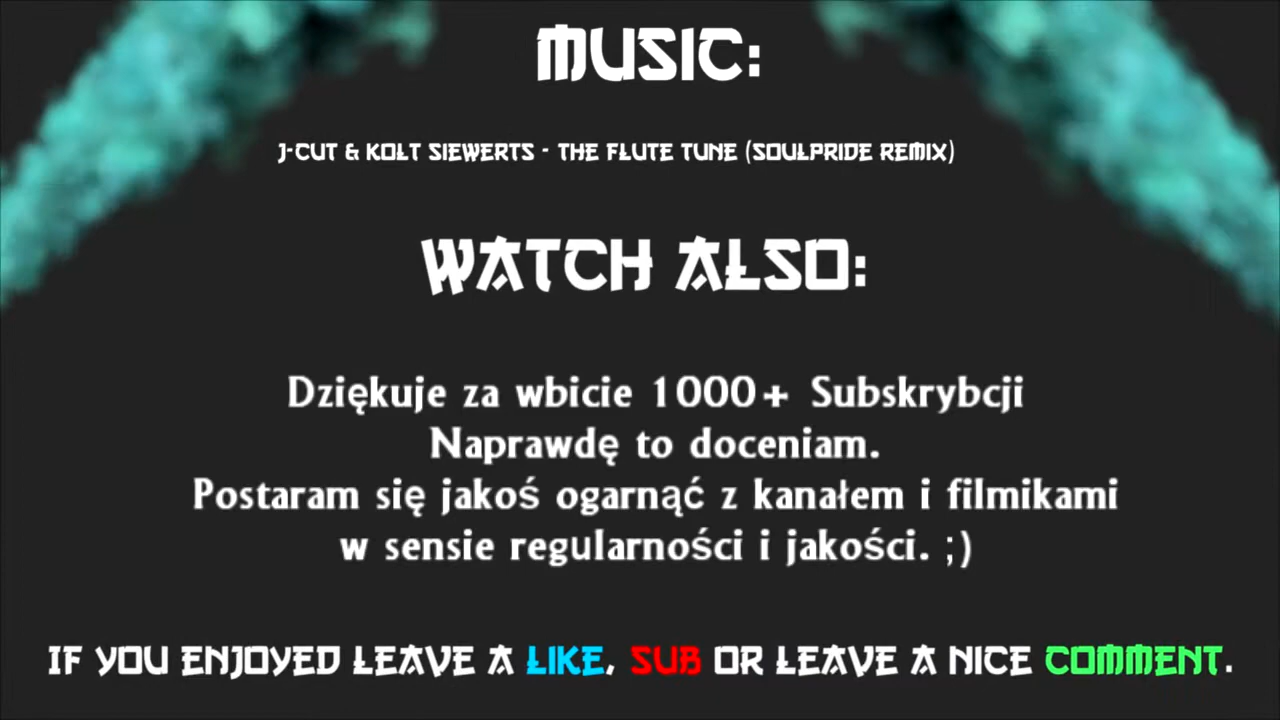 MUSIC:
J-CUT & KOLT SIEWERTS - THE FLUTE TUNE (SOULPRIDE REMIX)
WATCH ALSO:
Dziękuje za wbicie 1000+ Subskrybcji
Naprawdę to doceniam.
Postaram się jakoś ogarnąć z kanałem i filmikami
w sensie regularności i jakości. ;)
IF YOU ENJOYED LEAVE A LIKE, SUB OR LEAVE A NICE COMMENT.